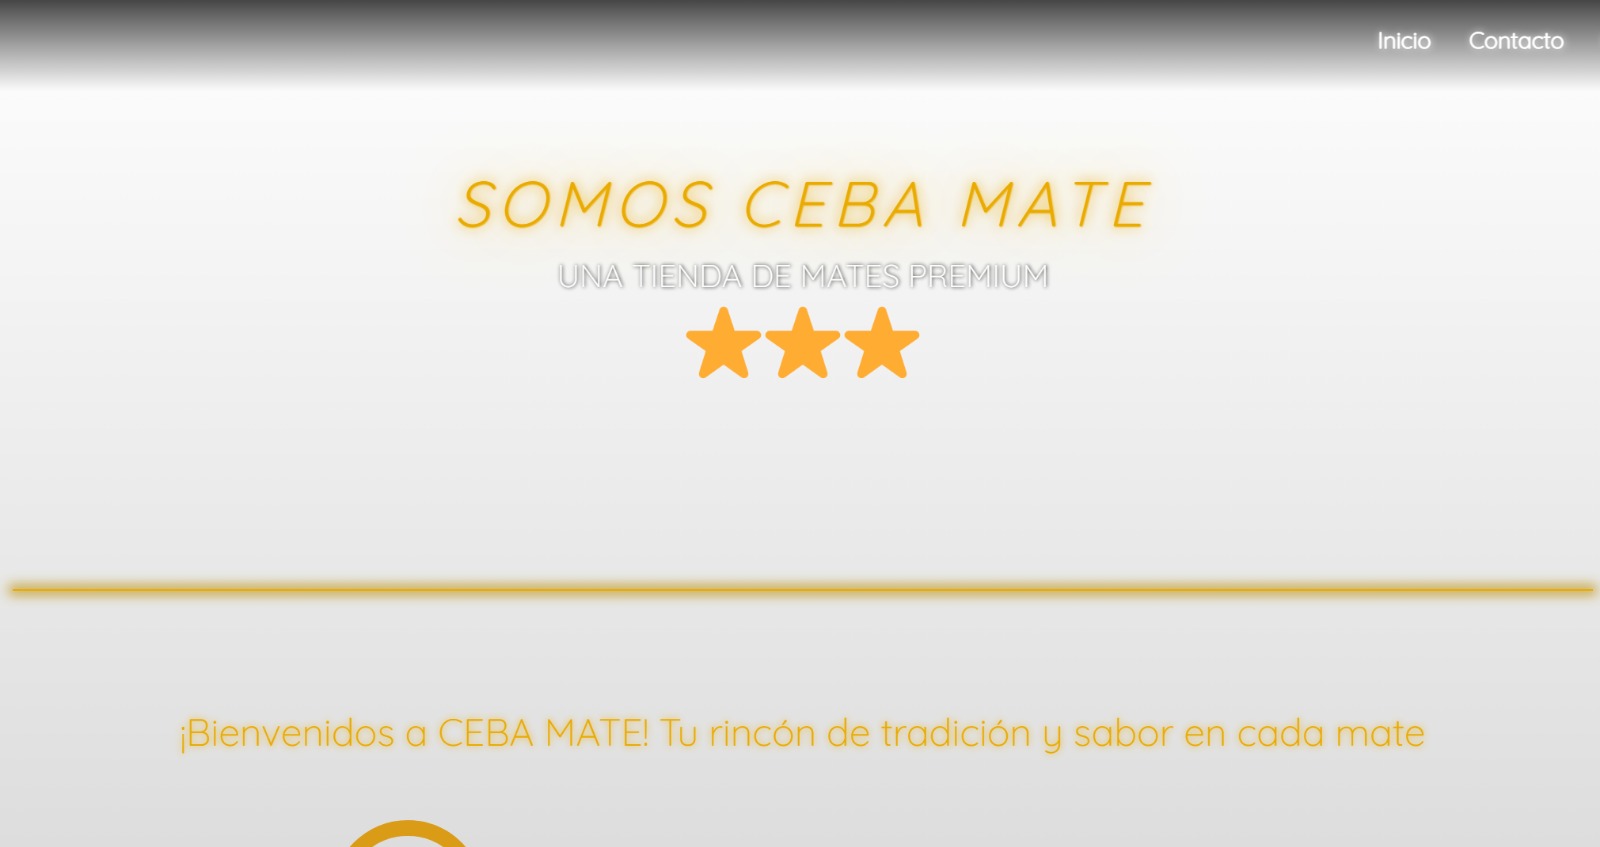 Inicio Contacto
SOMOS CEBA MATE
UNA TIENDA DE MATES PREMIUM
¡Bienvenidos a CEBA MATE! Tu rincón de tradición y sabor en cada mate